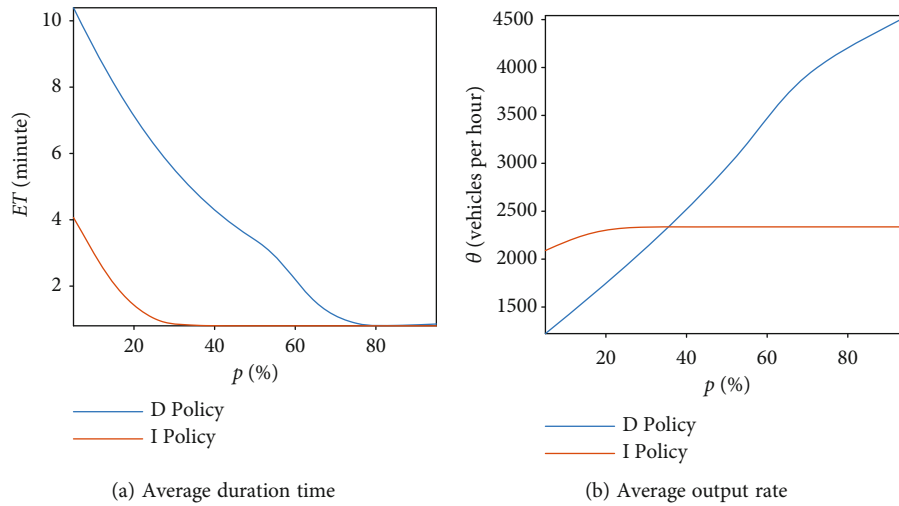 10
8
6
4
2
ET (minute)
20
40
60
80
p (%)
D Policy
I Policy
(a) Average duration time
4500
4000
3500
3000
2500
2000
1500
θ (vehicles per hour)
20
40
60
80
p (%)
D Policy
I Policy
(b) Average output rate